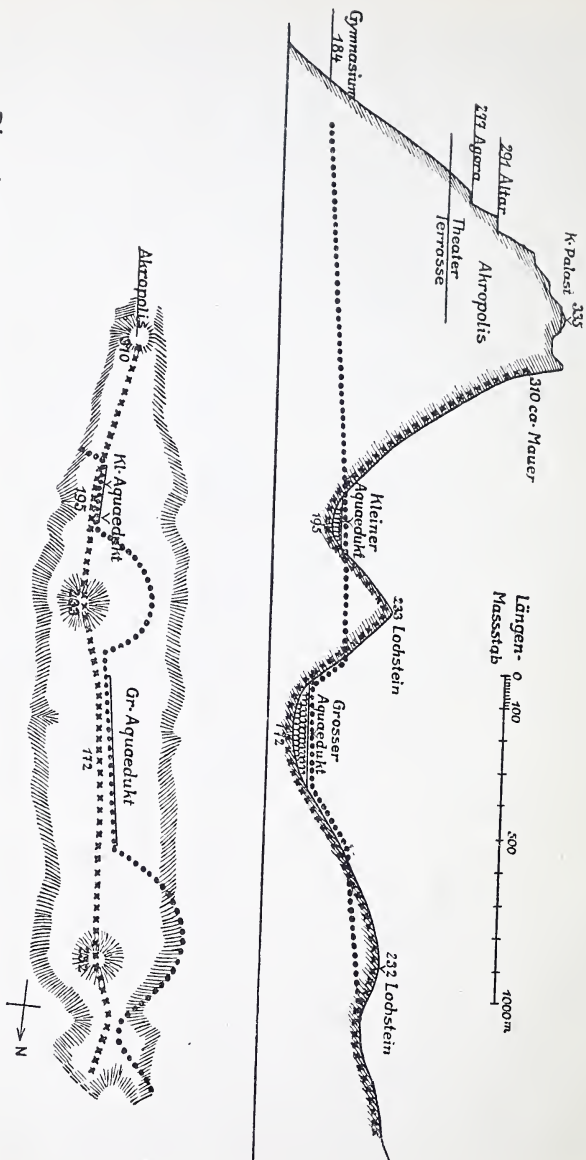 Gymnasium
184
277 Agora
291 Altar
Theater
Terrasse
Akropolis
K. Palast 335
310 ca. Mauer
Kleiner
Aquaedukt
195
233 Lochstein
Grosser
Aquaedukt
172
232 Lochstein
Längen-
Massstab
0 100 500 1000 m
Akropolis
310
Kl. Aquaedukt
195
233
Gr. Aquaedukt
172
232
N